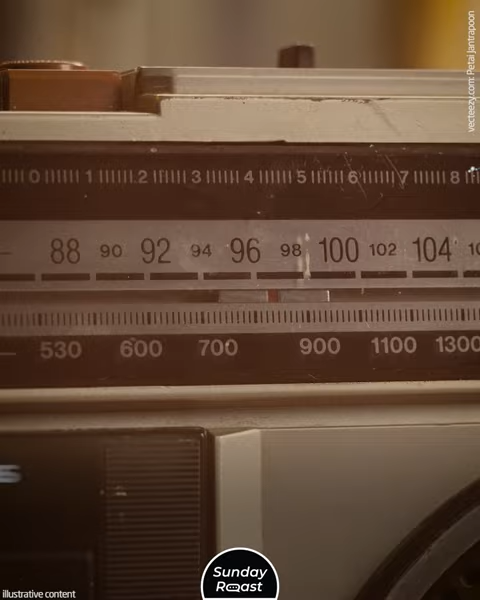 vecteezy.com: Petai Jantrapoon
0 1 2 3 4 5 6 7 8
88 90 92 94 96 98 100 102 104
530 600 700 900 1100 1300
Sunday
Roast
illustrative content